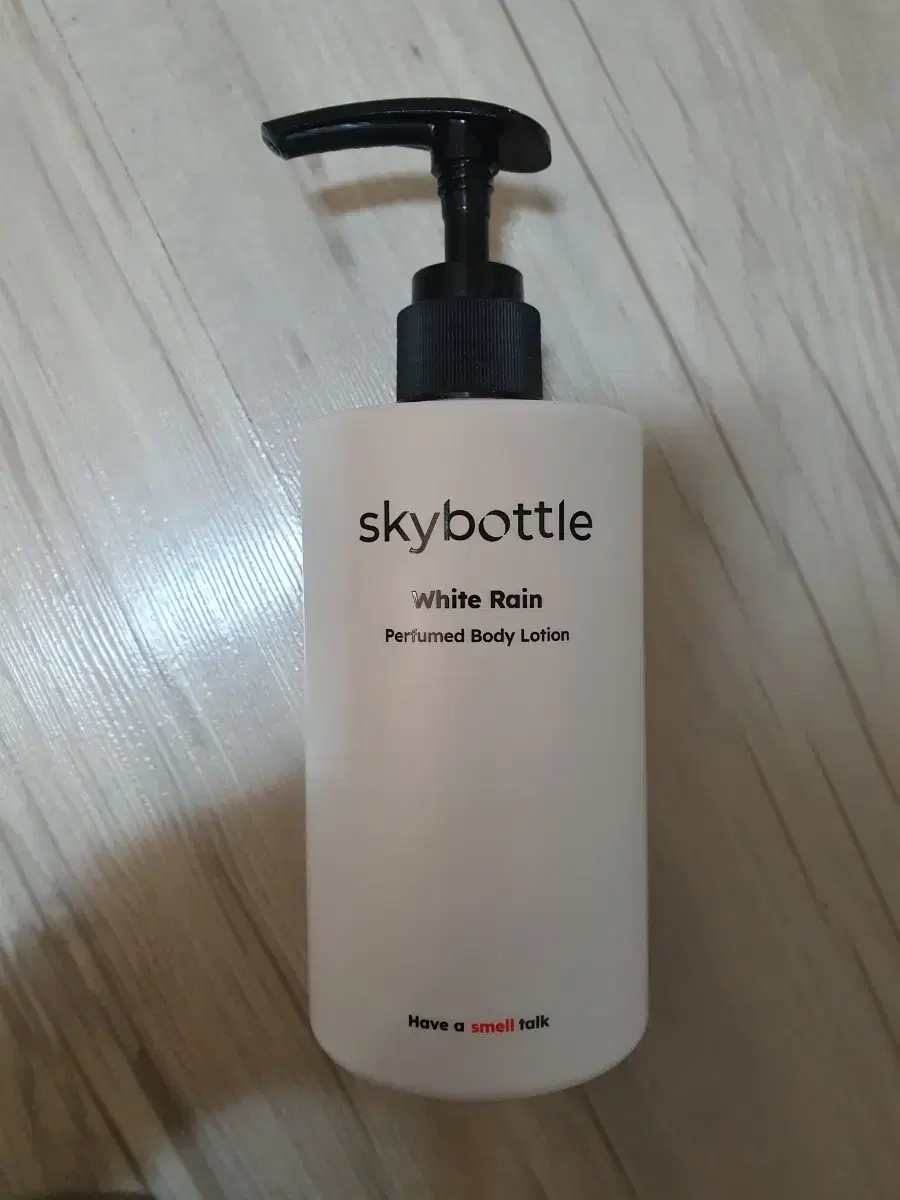 skybottle
White Rain
Perfumed Body Lotion
Have a smell talk